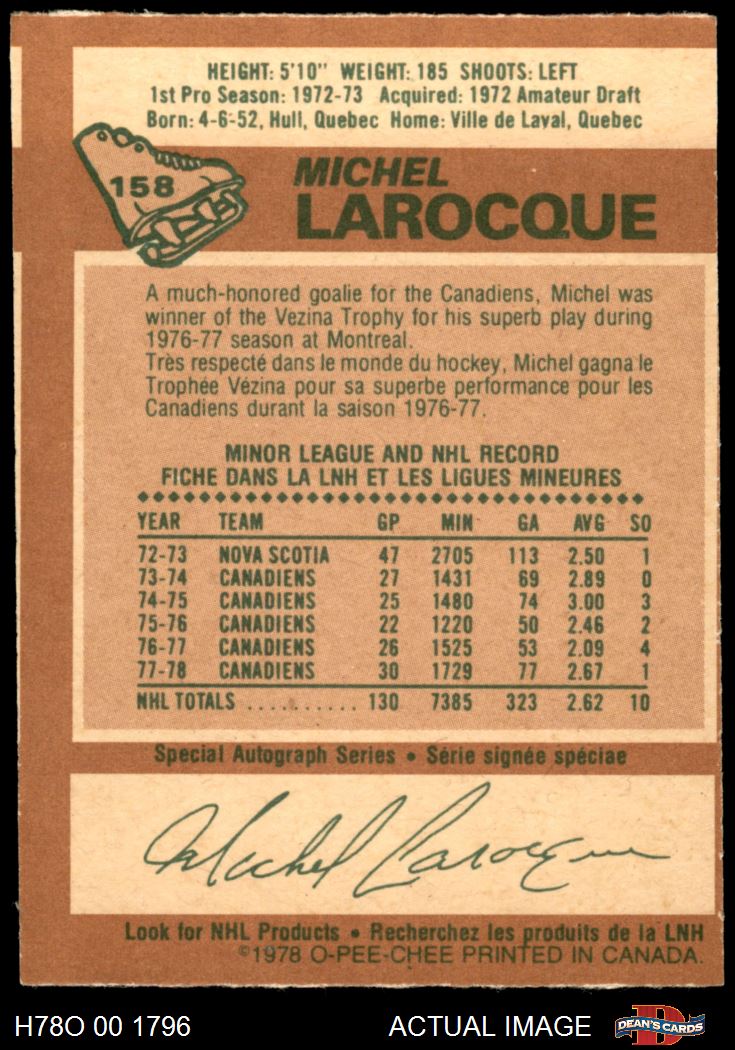 HEIGHT: 5'10" WEIGHT: 185 SHOOTS: LEFT
1st Pro Season: 1972-73 Acquired: 1972 Amateur Draft
Born: 4-6-52, Hull, Quebec Home: Ville de Laval, Quebec
158
MICHEL
LAROCQUE
A much-honored goalie for the Canadiens, Michel was
winner of the Vezina Trophy for his superb play during
1976-77 season at Montreal.
Très respecté dans le monde du hockey, Michel gagna le
Trophée Vézina pour sa superbe performance pour les
Canadiens durant la saison 1976-77.
MINOR LEAGUE AND NHL RECORD
FICHE DANS LA LNH ET LES LIGUES MINEURES
YEAR TEAM GP MIN GA AVG SO
72-73 NOVA SCOTIA 47 2705 113 2.50 1
73-74 CANADIENS 27 1431 69 2.89 0
74-75 CANADIENS 25 1480 74 3.00 3
75-76 CANADIENS 22 1220 50 2.46 2
76-77 CANADIENS 26 1525 53 2.09 4
77-78 CANADIENS 30 1729 77 2.67 1
NHL TOTALS .......... 130 7385 323 2.62 10
Special Autograph Series • Série signée spéciae
Michel Larocque
Look for NHL Products • Recherchez les produits de la LNH
©1978 O-PEE-CHEE PRINTED IN CANADA.
H78O 00 1796 ACTUAL IMAGE DEAN'S CARDS